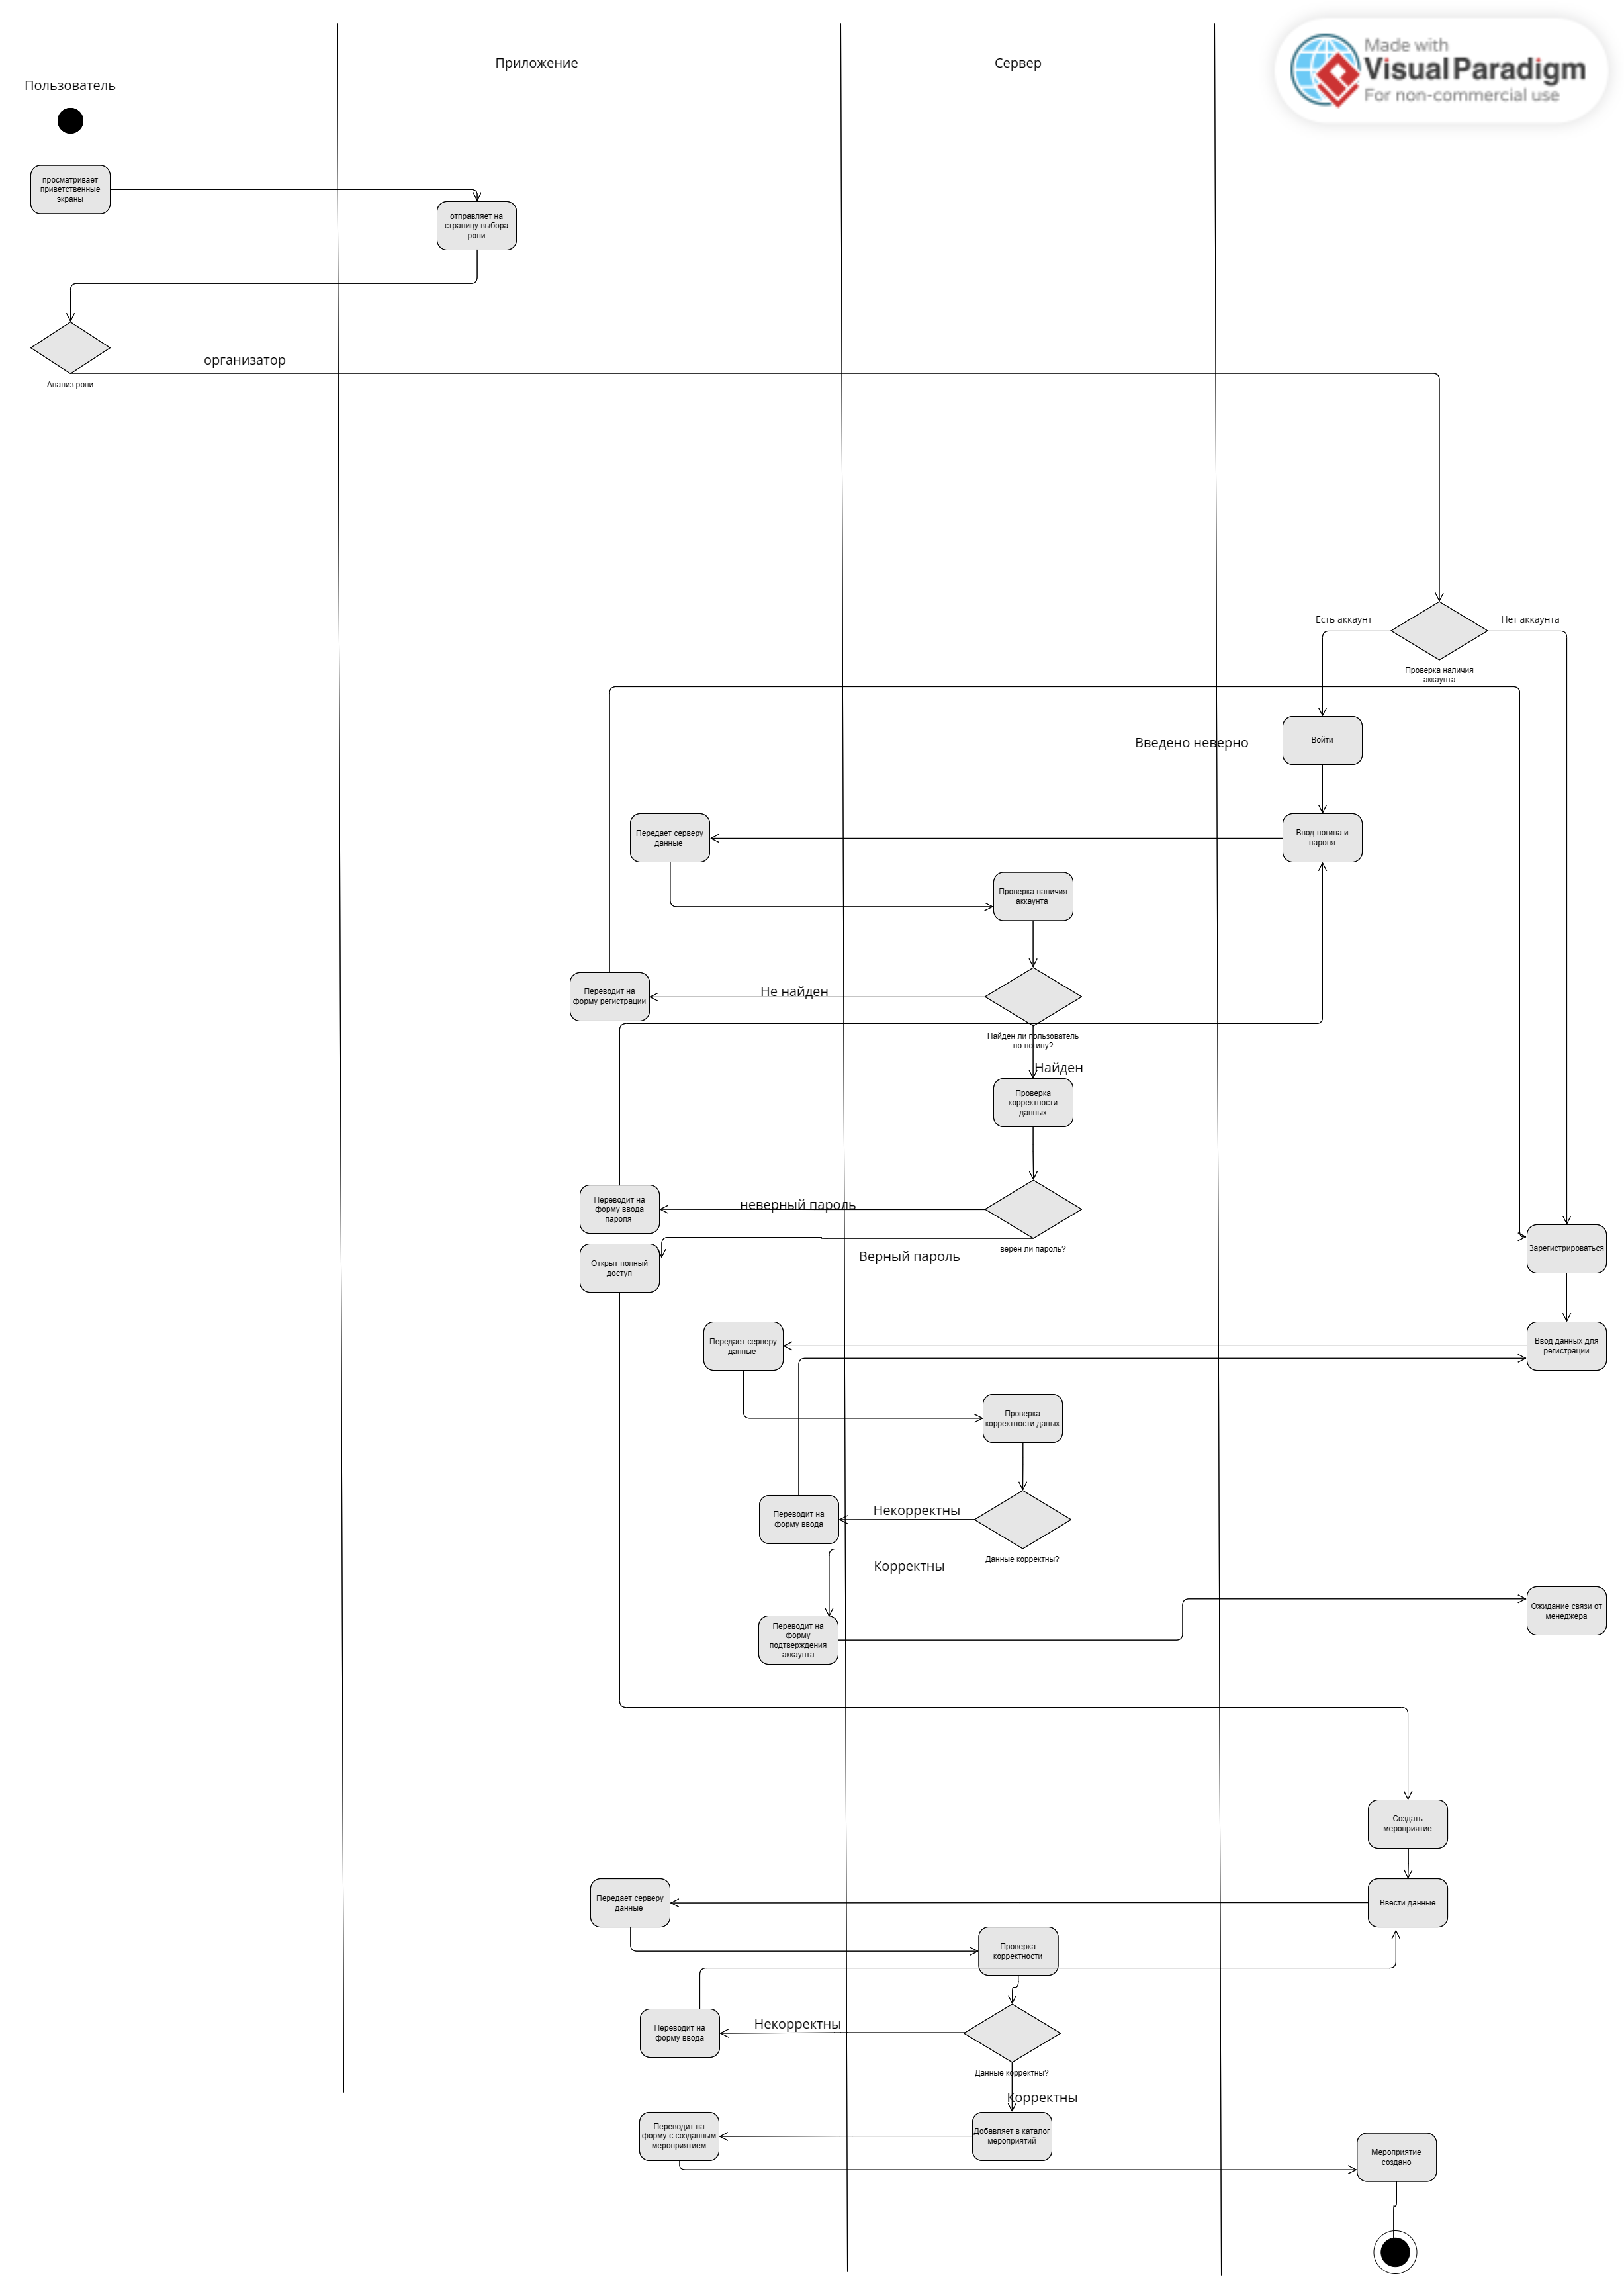 Made with
Visual Paradigm
For non-commercial use
Приложение
Сервер
Пользователь
просматривает
приветственные
экраны
отправляет на
страницу выбора
роли
организатор
Анализ роли
Есть аккаунт
Нет аккаунта
Проверка наличия
аккаунта
Войти
Введено неверно
Передает серверу
данные
Ввод логина и
пароля
Проверка наличия
аккаунта
Переводит на
форму регистрации
Не найден
Найден ли пользователь
по логину?
Найден
Проверка
корректности
данных
Переводит на
форму ввода
пароля
неверный пароль
верен ли пароль?
Верный пароль
Открыт полный
доступ
Зарегистрироваться
Передает серверу
данные
Ввод данных для
регистрации
Проверка
корректности даных
Переводит на
форму ввода
Некорректны
Данные корректны?
Корректны
Переводит на
форму
подтверждения
аккаунта
Ожидание связи от
менеджера
Создать
мероприятие
Передает серверу
данные
Ввести данные
Проверка
корректности
Переводит на
форму ввода
Некорректны
Данные корректны?
Корректны
Переводит на
форму с созданным
мероприятием
Добавляет в каталог
мероприятий
Мероприятие
создано